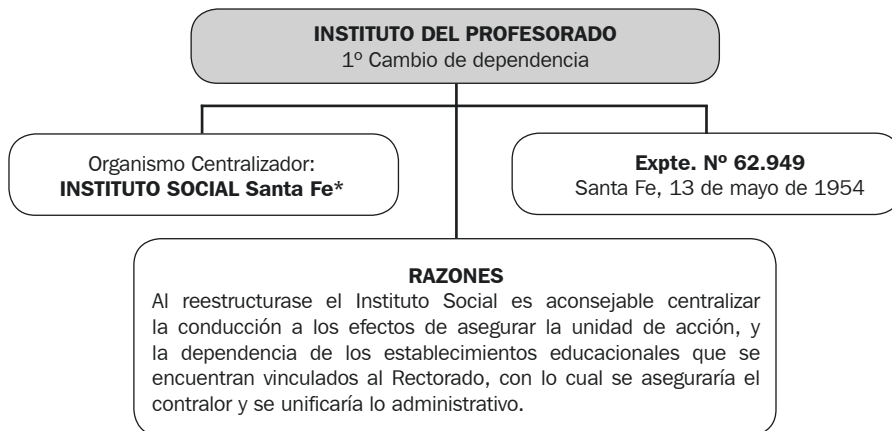 INSTITUTO DEL PROFESORADO
1º Cambio de dependencia
Organismo Centralizador:
INSTITUTO SOCIAL Santa Fe*
Expte. Nº 62.949
Santa Fe, 13 de mayo de 1954
RAZONES
Al reestructurase el Instituto Social es aconsejable centralizar
la conducción a los efectos de asegurar la unidad de acción, y
la dependencia de los establecimientos educacionales que se
encuentran vinculados al Rectorado, con lo cual se aseguraría el
contralor y se unificaría lo administrativo.